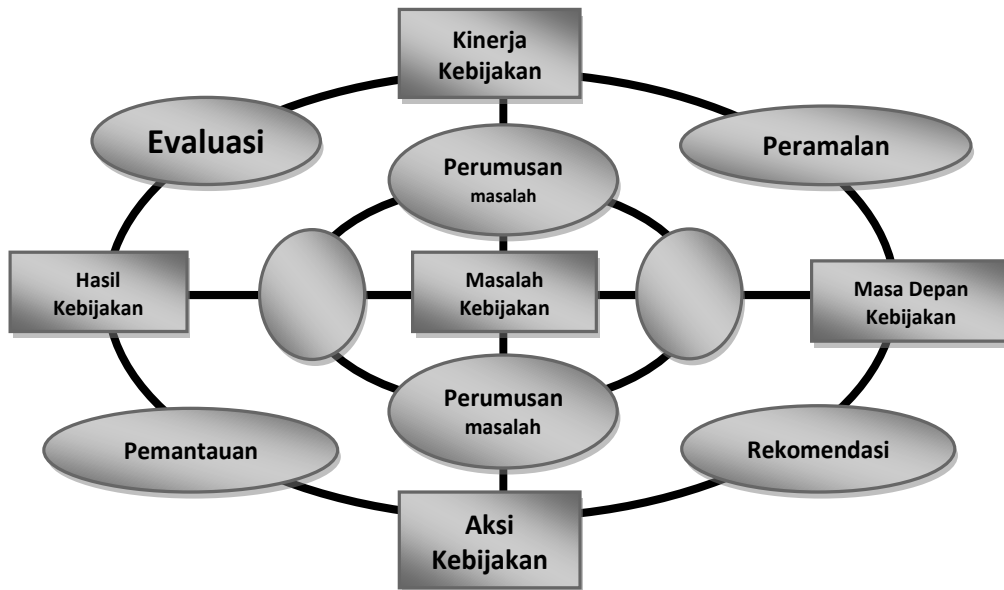 Kinerja
Kebijakan
Evaluasi
Peramalan
Perumusan
masalah
Hasil
Kebijakan
Masalah
Kebijakan
Masa Depan
Kebijakan
Perumusan
masalah
Pemantauan
Rekomendasi
Aksi
Kebijakan